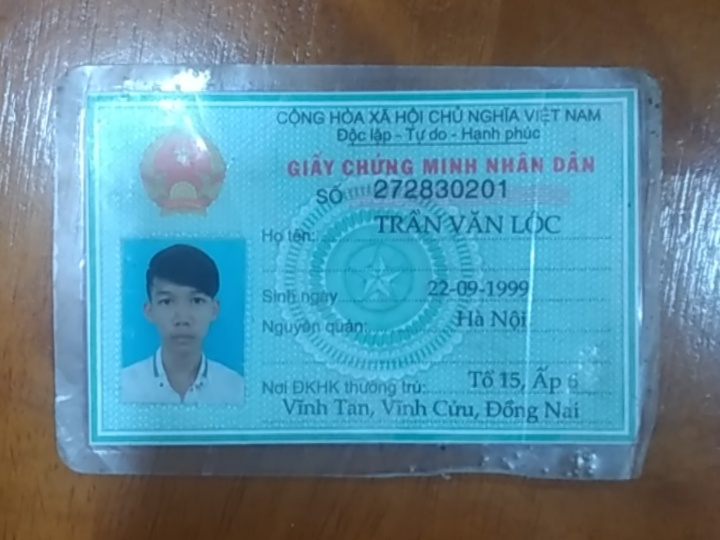 CỘNG HÒA XÃ HỘI CHỦ NGHĨA VIỆT NAM
Độc lập - Tự do - Hạnh phúc
GIẤY CHỨNG MINH NHÂN DÂN
SỐ 272830201
Họ tên: TRẦN VĂN LỘC
Sinh ngày 22-09-1999
Nguyên quán: Hà Nội
Nơi ĐKHK thường trú: Tổ 15, Ấp 6
Vĩnh Tân, Vĩnh Cửu, Đồng Nai